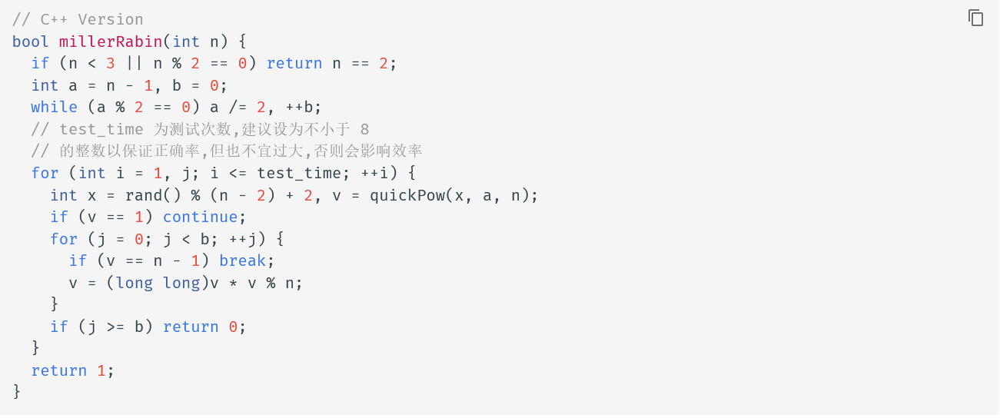 // C++ Version
bool millerRabin(int n) {
  if (n < 3 || n % 2 == 0) return n == 2;
  int a = n - 1, b = 0;
  while (a % 2 == 0) a /= 2, ++b;
  // test_time 为测试次数,建议设为不小于 8
  // 的整数以保证正确率,但也不宜过大,否则会影响效率
  for (int i = 1, j; i <= test_time; ++i) {
    int x = rand() % (n - 2) + 2, v = quickPow(x, a, n);
    if (v == 1) continue;
    for (j = 0; j < b; ++j) {
      if (v == n - 1) break;
      v = (long long)v * v % n;
    }
    if (j >= b) return 0;
  }
  return 1;
}